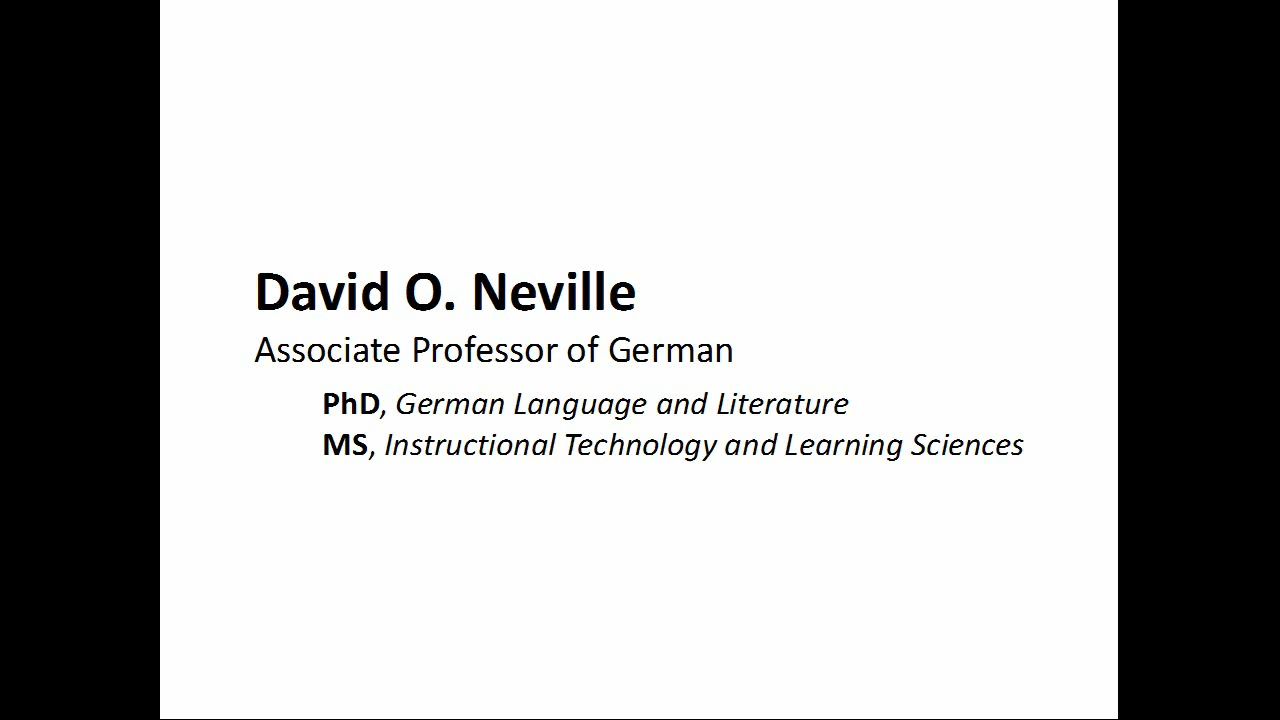 David O. Neville
Associate Professor of German
PhD, German Language and Literature
MS, Instructional Technology and Learning Sciences